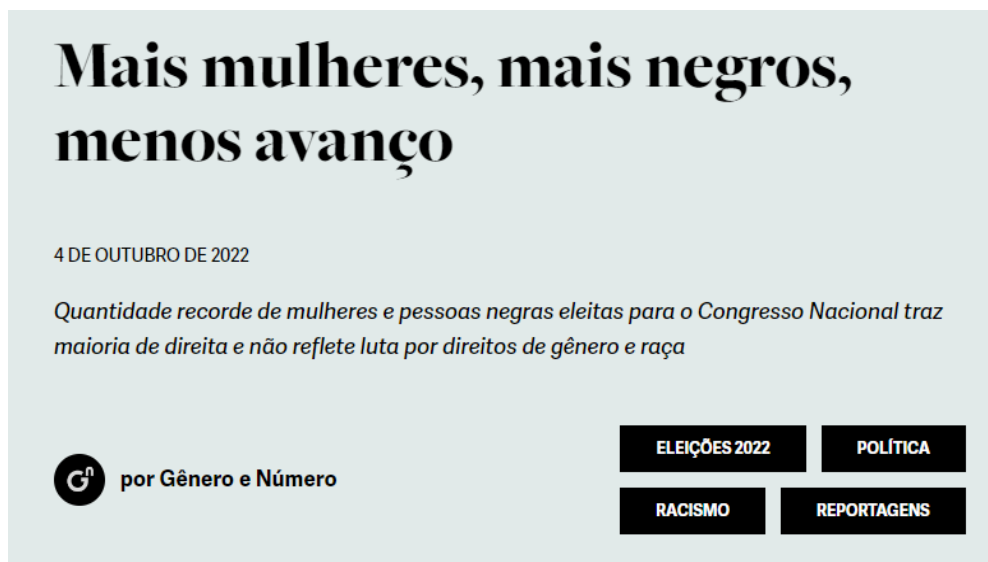 Mais mulheres, mais negros,
menos avanço
4 DE OUTUBRO DE 2022
Quantidade recorde de mulheres e pessoas negras eleitas para o Congresso Nacional traz
maioria de direita e não reflete luta por direitos de gênero e raça
ELEIÇÕES 2022
POLÍTICA
Gn
por Gênero e Número
RACISMO
REPORTAGENS